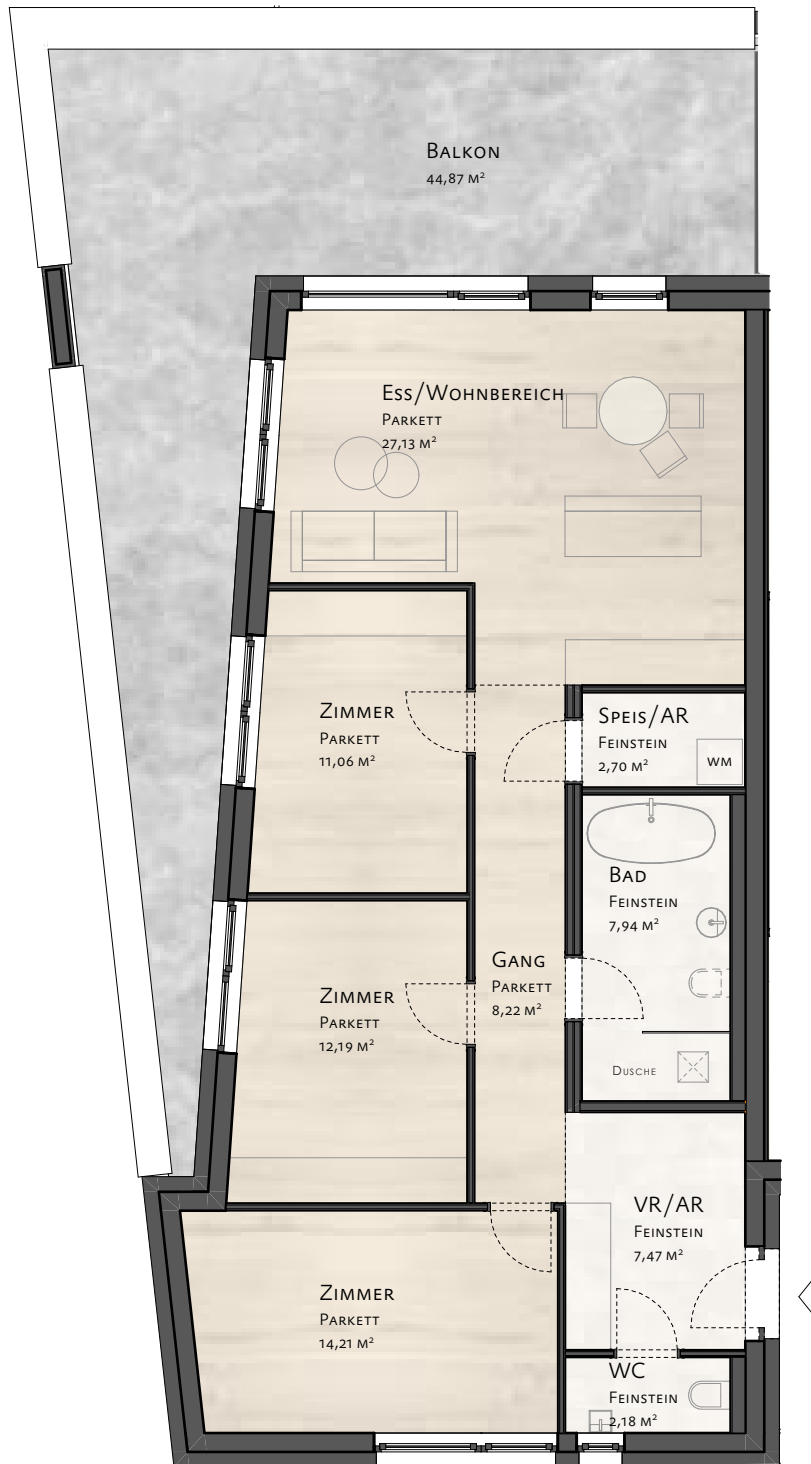 BALKON
44,87 M²
ESS/WOHNBEREICH
PARKETT
27,13 M²
ZIMMER
PARKETT
11,06 M²
SPEIS/AR
FEINSTEIN
2,70 M²
WM
BAD
FEINSTEIN
7,94 M²
GANG
PARKETT
8,22 M²
ZIMMER
PARKETT
12,19 M²
DUSCHE
VR/AR
FEINSTEIN
7,47 M²
ZIMMER
PARKETT
14,21 M²
WC
FEINSTEIN
2,18 M²